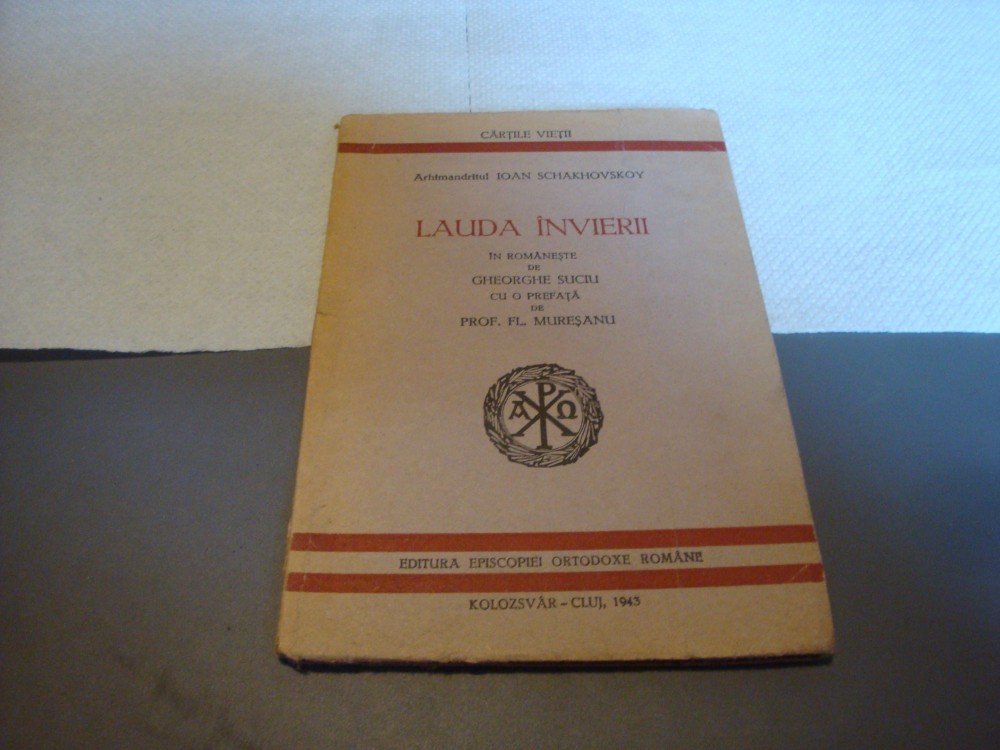 CĂRȚILE VIEȚII
Arhimandritul IOAN SCHAKHOVSKOY
LAUDA ÎNVIERII
ÎN ROMÂNEȘTE
DE
GHEORGHE SUCIU
CU O PREFAȚĂ
DE
PROF. FL. MUREȘANU
Α Ρ Ω
EDITURA EPISCOPIEI ORTODOXE ROMÂNE
KOLOZSVÁR – CLUJ, 1943